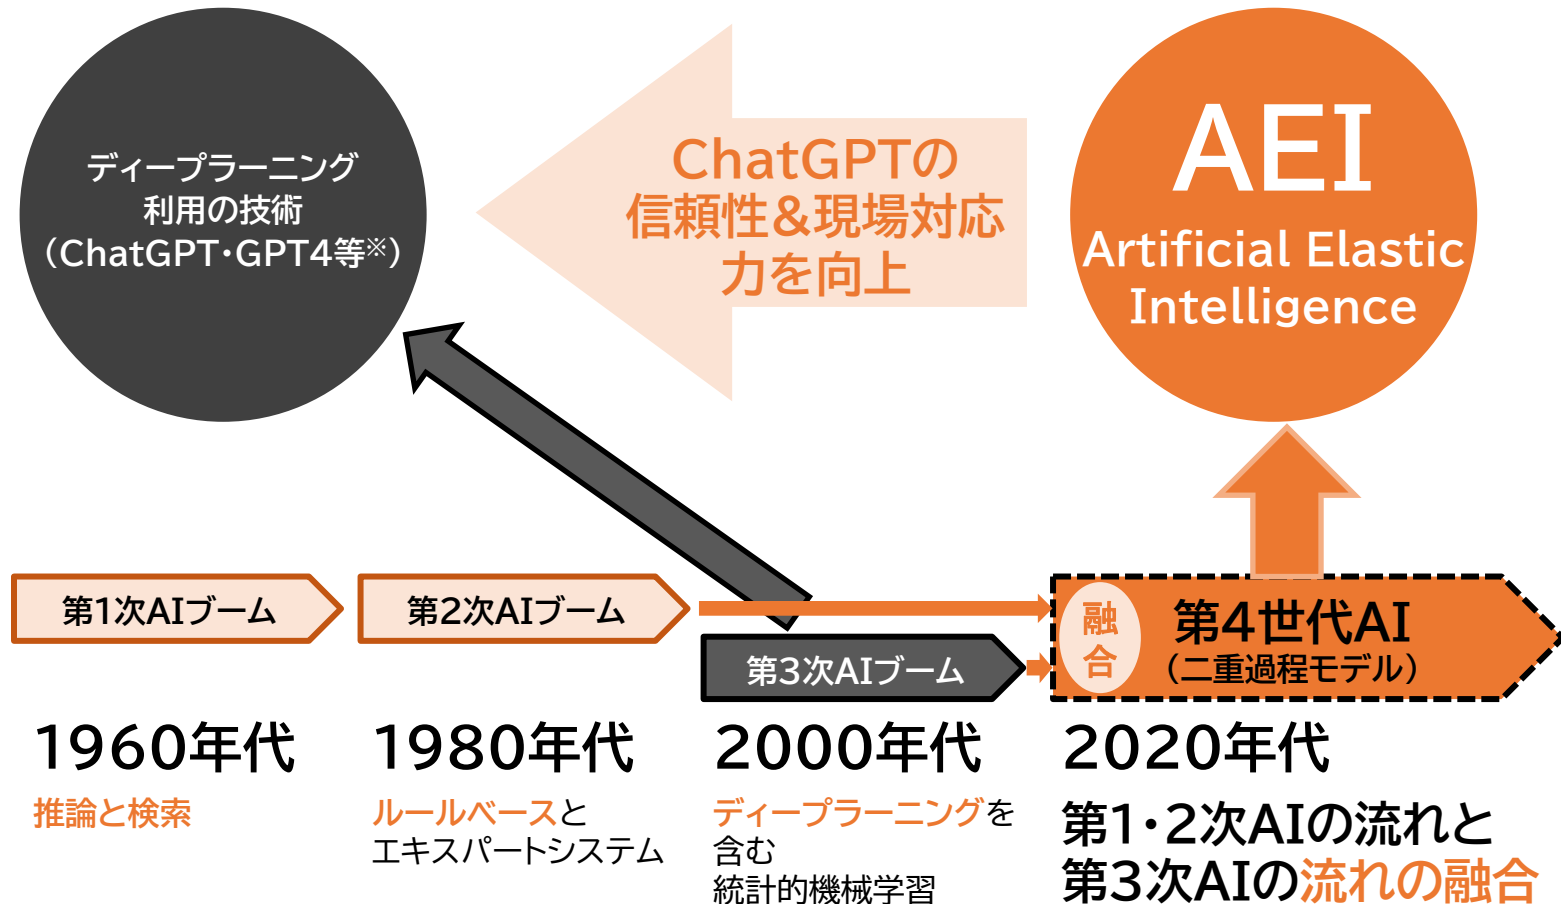 ディープラーニング
利用の技術
(ChatGPT・GPT4等※)
ChatGPTの
信頼性&現場対応
力を向上
AEI
Artificial Elastic
Intelligence
第1次AIブーム
第2次AIブーム
第3次AIブーム
融
合
第4世代AI
(二重過程モデル)
1960年代
推論と検索
1980年代
ルールベースと
エキスパートシステム
2000年代
ディープラーニングを
含む
統計的機械学習
2020年代
第1・2次AIの流れと
第3次AIの流れの融合